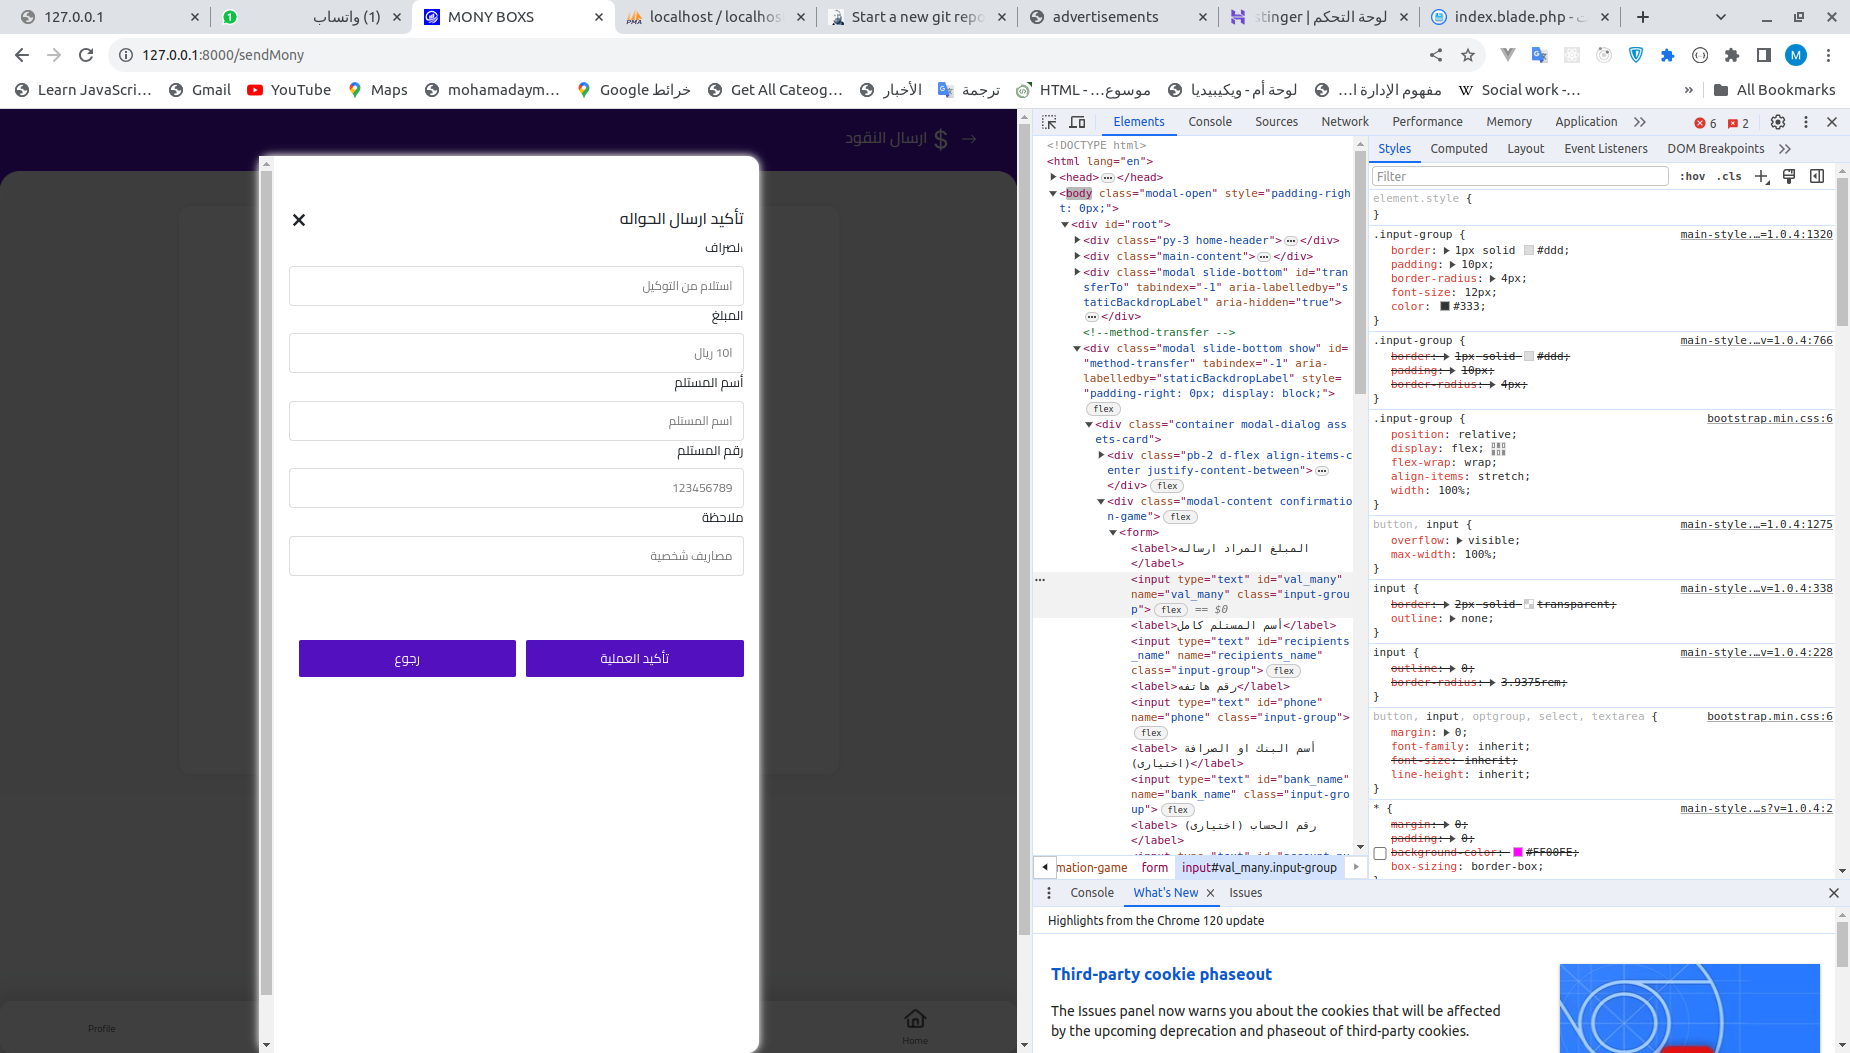 127.0.0.1
(1) واتساب
MONY BOXS
localhost / localhos
Start a new git repo
advertisements
stinger | لوحة التحكم
index.blade.php -
127.0.0.1:8000/sendMony
M
Learn JavaScri...
Gmail
YouTube
Maps
mohamadaym...
Google خرائط
Get All Cateog...
الأخبار
ترجمة
HTML - موسوع...
لوحة أم - ويكيبيديا
مفهوم الإدارة ا...
W Social work -...
»
All Bookmarks
ارسال النقود $
تأكيد ارسال الحواله
الصراف
استلام من التوكيل
المبلغ
10ا ريال
أسم المستلم
اسم المستلم
رقم المستلم
123456789
ملاحظة
مصاريف شخصية
تأكيد العملية
رجوع
Profile
Home
Elements Console Sources Network Performance Memory Application » 6 2
<!DOCTYPE html>
<html lang="en">
<head>...</head>
<body class="modal-open" style="padding-righ
t: 0px;">
<div id="root">
<div class="py-3 home-header">...</div>
<div class="main-content">...</div>
<div class="modal slide-bottom" id="tran
sferTo" tabindex="-1" aria-labelledby="s
taticBackdropLabel" aria-hidden="true">
...</div>
<!--method-transfer -->
<div class="modal slide-bottom show" id=
"method-transfer" tabindex="-1" aria-
labelledby="staticBackdropLabel" style=
"padding-right: 0px; display: block;">
flex
<div class="container modal-dialog ass
ets-card">
<div class="pb-2 d-flex align-items-c
enter justify-content-between">...
</div> flex
<div class="modal-content confirmatio
n-game"> flex
<form>
<label>المبلغ المراد ارساله
</label>
<input type="text" id="val_many"
name="val_many" class="input-grou
p"> flex == $0
<label>أسم المستلم كامل</label>
<input type="text" id="recipients
_name" name="recipients_name"
class="input-group"> flex
<label>رقم هاتفه</label>
<input type="text" id="phone"
name="phone" class="input-group">
flex
<label> أسم البنك او الصرافة
(اختيارى)</label>
<input type="text" id="bank_name"
name="bank_name" class="input-gro
up"> flex
<label> رقم الحساب (اختيارى)
</label>
mation-game form input#val_many.input-group
Styles Computed Layout Event Listeners DOM Breakpoints »
Filter :hov .cls
element.style {
}
.input-group { main-style.…=1.0.4:1320
border: 1px solid #ddd;
padding: 10px;
border-radius: 4px;
font-size: 12px;
color: #333;
}
.input-group { main-style.…v=1.0.4:766
border: 1px solid #ddd;
padding: 10px;
border-radius: 4px;
}
.input-group { bootstrap.min.css:6
position: relative;
display: flex;
flex-wrap: wrap;
align-items: stretch;
width: 100%;
}
button, input { main-style.…=1.0.4:1275
overflow: visible;
max-width: 100%;
}
input { main-style.…v=1.0.4:338
border: 2px solid transparent;
outline: none;
}
input { main-style.…v=1.0.4:228
outline: 0;
border-radius: 3.9375rem;
}
button, input, optgroup, select, textarea { bootstrap.min.css:6
margin: 0;
font-family: inherit;
font-size: inherit;
line-height: inherit;
}
* { main-style.…s?v=1.0.4:2
margin: 0;
padding: 0;
background-color: #FF00FE;
box-sizing: border-box;
Console What's New Issues
Highlights from the Chrome 120 update
Third-party cookie phaseout
The Issues panel now warns you about the cookies that will be affected
by the upcoming deprecation and phaseout of third-party cookies.